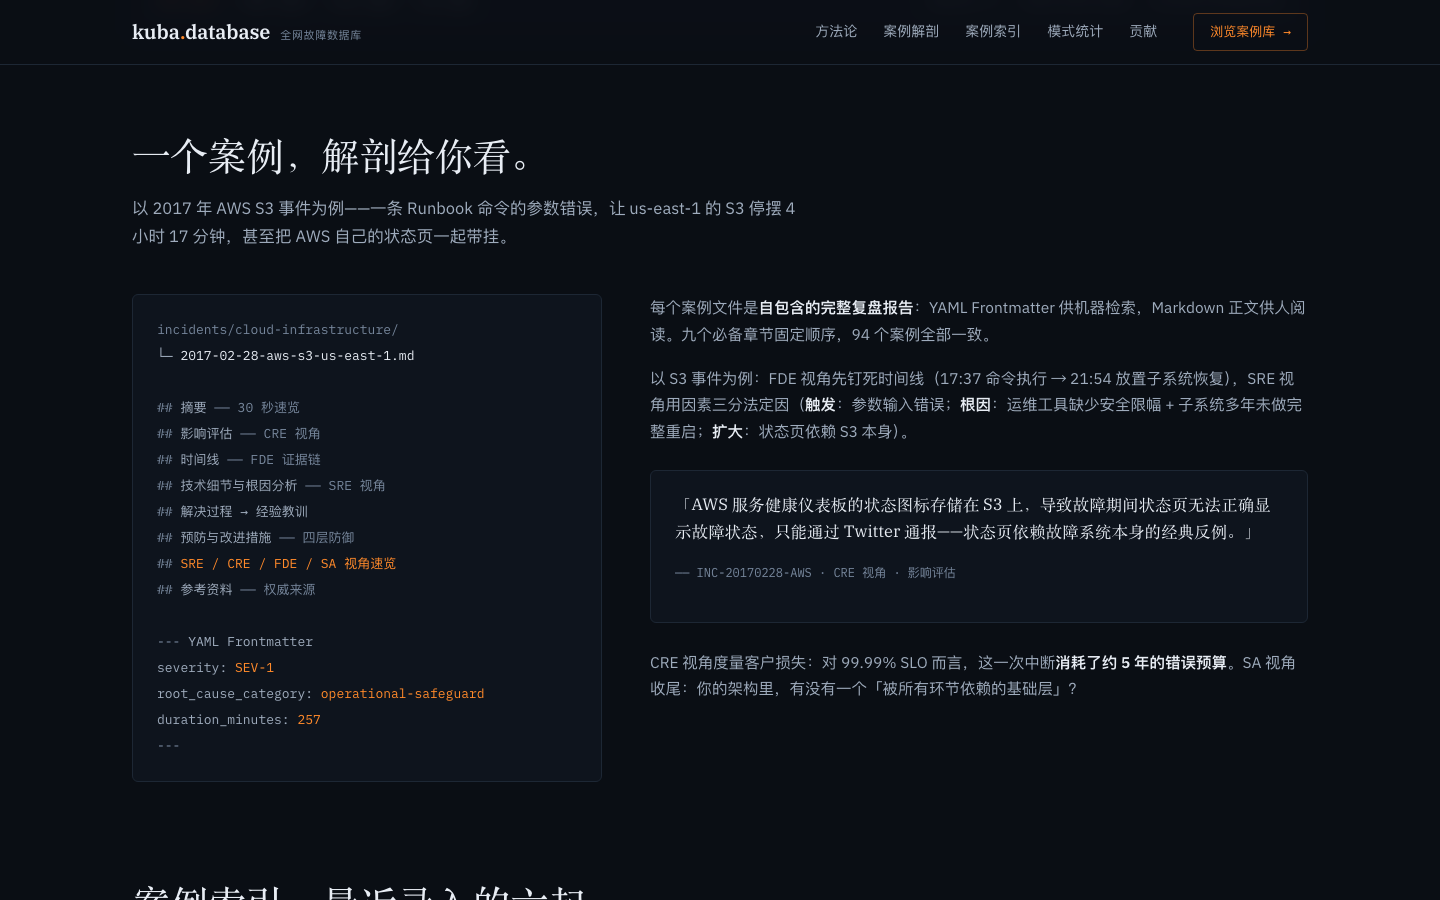 kuba.database 全网故障数据库
方法论 案例解剖 案例索引 模式统计 贡献 浏览案例库 →
一个案例，解剖给你看。
以 2017 年 AWS S3 事件为例——一条 Runbook 命令的参数错误，让 us-east-1 的 S3 停摆 4
小时 17 分钟，甚至把 AWS 自己的状态页一起带挂。
incidents/cloud-infrastructure/
└─ 2017-02-28-aws-s3-us-east-1.md
## 摘要 —— 30 秒速览
## 影响评估 —— CRE 视角
## 时间线 —— FDE 证据链
## 技术细节与根因分析 —— SRE 视角
## 解决过程 → 经验教训
## 预防与改进措施 —— 四层防御
## SRE / CRE / FDE / SA 视角速览
## 参考资料 —— 权威来源
--- YAML Frontmatter
severity: SEV-1
root_cause_category: operational-safeguard
duration_minutes: 257
---
每个案例文件是自包含的完整复盘报告：YAML Frontmatter 供机器检索，Markdown 正文供人阅
读。九个必备章节固定顺序，94 个案例全部一致。
以 S3 事件为例：FDE 视角先钉死时间线（17:37 命令执行 → 21:54 放置子系统恢复），SRE 视
角用因素三分法定因（触发：参数输入错误；根因：运维工具缺少安全限幅 + 子系统多年未做完
整重启；扩大：状态页依赖 S3 本身）。
「AWS 服务健康仪表板的状态图标存储在 S3 上，导致故障期间状态页无法正确显
示故障状态，只能通过 Twitter 通报——状态页依赖故障系统本身的经典反例。」
—— INC-20170228-AWS · CRE 视角 · 影响评估
CRE 视角度量客户损失：对 99.99% SLO 而言，这一次中断消耗了约 5 年的错误预算。SA 视角
收尾：你的架构里，有没有一个「被所有环节依赖的基础层」？
案例索引，最近录入的六起